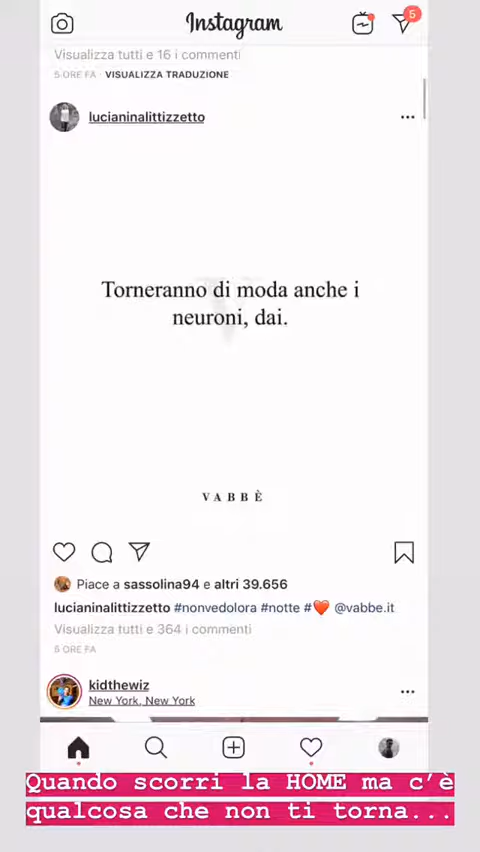 Instagram
5
Visualizza tutti e 16 i commenti
5 ORE FA · VISUALIZZA TRADUZIONE
lucianinalittizzetto
Torneranno di moda anche i
neuroni, dai.
VABBÈ
Piace a sassolina94 e altri 39.656
lucianinalittizzetto #nonvedolora #notte #❤️ @vabbe.it
Visualizza tutti e 364 i commenti
5 ORE FA
kidthewiz
New York, New York
Quando scorri la HOME ma c'è
qualcosa che non ti torna...